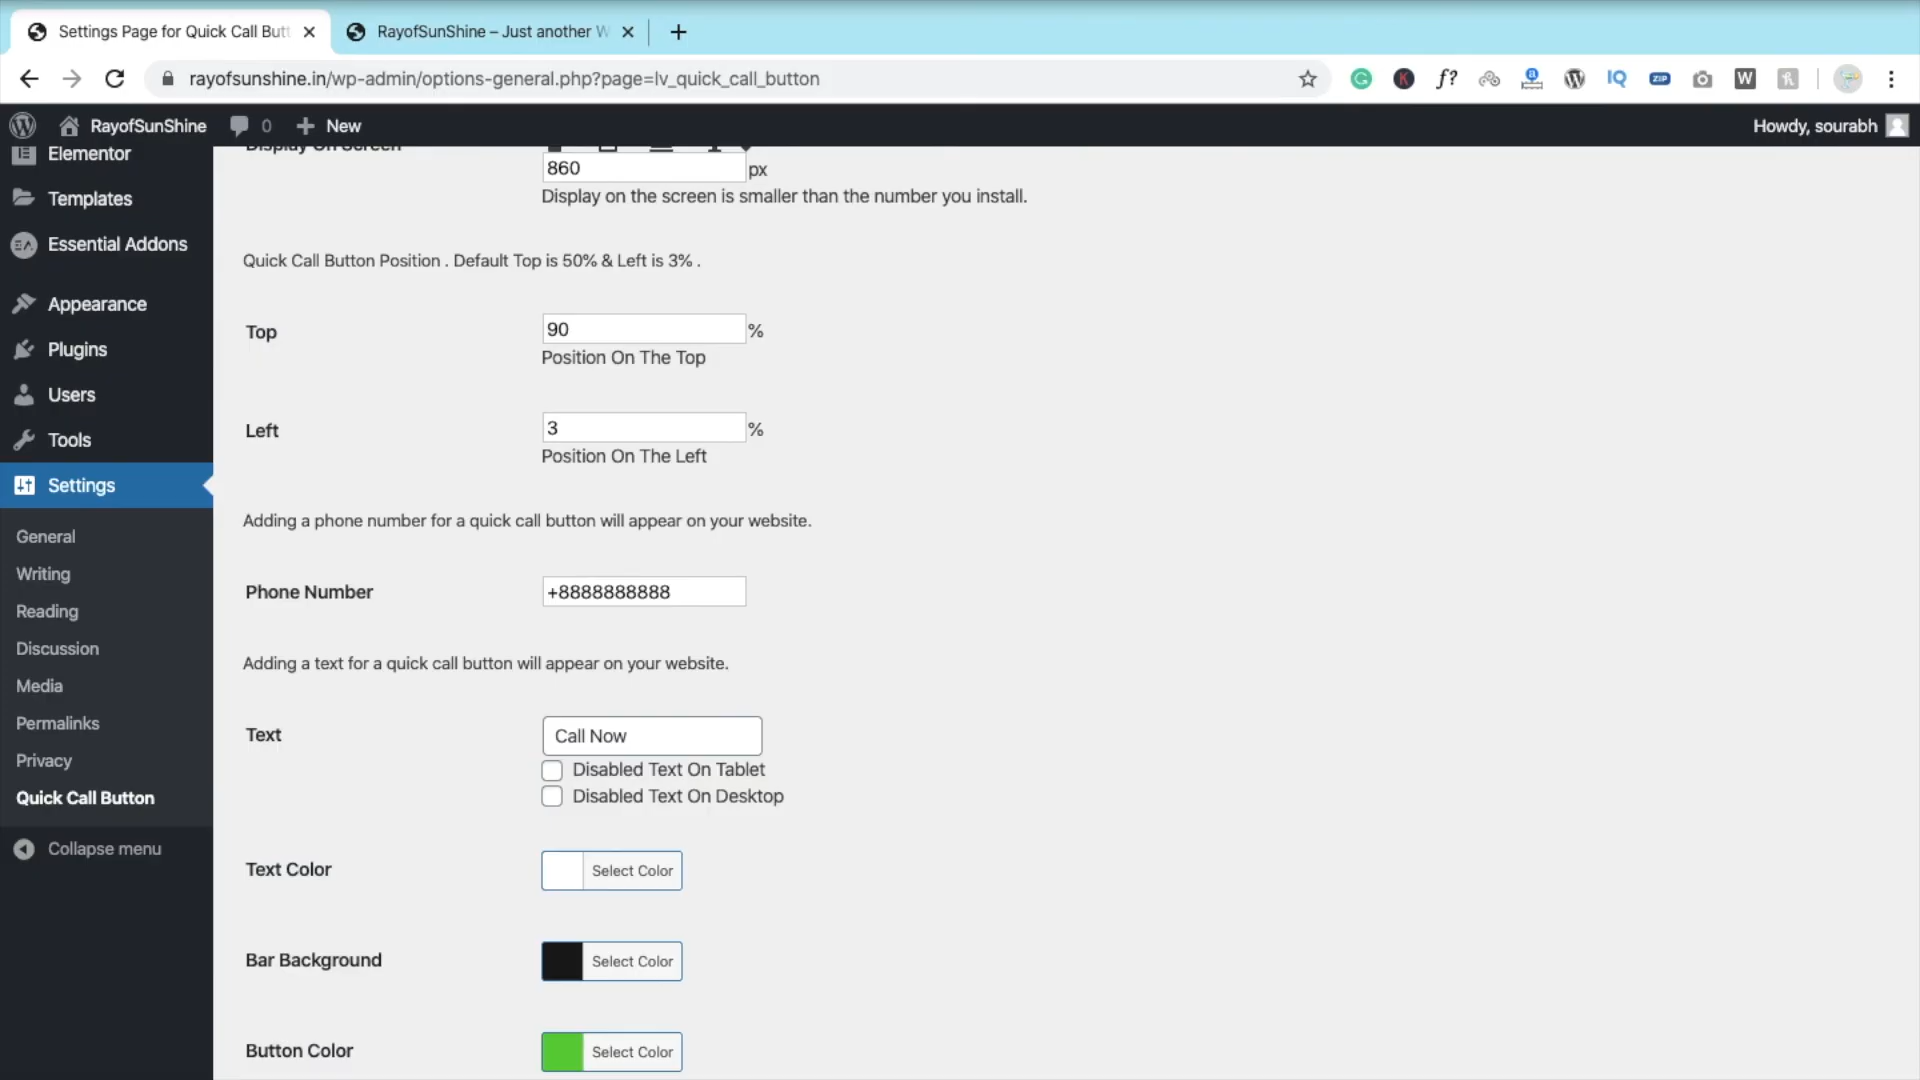 Settings Page for Quick Call Butt
RayofSunShine – Just another W
rayofsunshine.in/wp-admin/options-general.php?page=lv_quick_call_button
RayofSunShine
0
New
Howdy, sourabh
Elementor
Templates
Essential Addons
Appearance
Plugins
Users
Tools
Settings
General
Writing
Reading
Discussion
Media
Permalinks
Privacy
Quick Call Button
Collapse menu
Display On Screen
860 px
Display on the screen is smaller than the number you install.
Quick Call Button Position . Default Top is 50% & Left is 3% .
Top
90 %
Position On The Top
Left
3 %
Position On The Left
Adding a phone number for a quick call button will appear on your website.
Phone Number
+8888888888
Adding a text for a quick call button will appear on your website.
Text
Call Now
Disabled Text On Tablet
Disabled Text On Desktop
Text Color
Select Color
Bar Background
Select Color
Button Color
Select Color